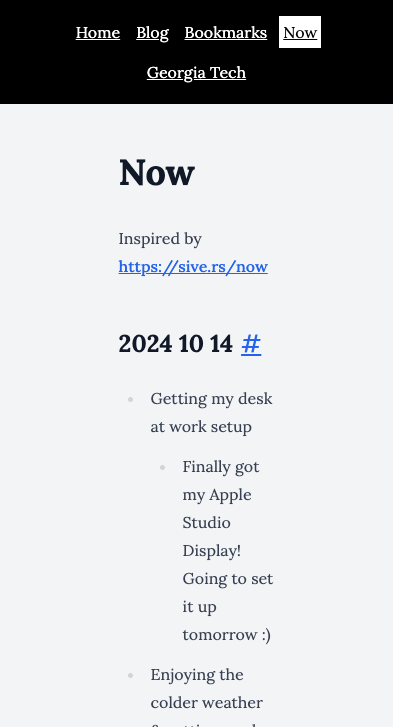 Home Blog Bookmarks Now
Georgia Tech
Now
Inspired by
https://sive.rs/now
2024 10 14 #
Getting my desk
at work setup
Finally got
my Apple
Studio
Display!
Going to set
it up
tomorrow :)
Enjoying the
colder weather